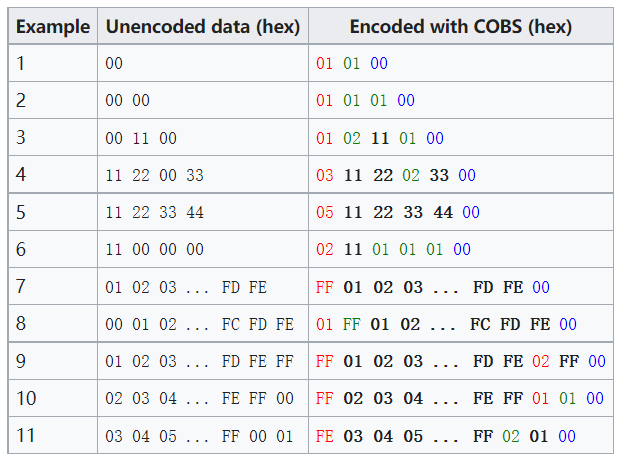 Example Unencoded data (hex) Encoded with COBS (hex)
1 00 01 01 00
2 00 00 01 01 01 00
3 00 11 00 01 02 11 01 00
4 11 22 00 33 03 11 22 02 33 00
5 11 22 33 44 05 11 22 33 44 00
6 11 00 00 00 02 11 01 01 01 00
7 01 02 03 ... FD FE FF 01 02 03 ... FD FE 00
8 00 01 02 ... FC FD FE 01 FF 01 02 ... FC FD FE 00
9 01 02 03 ... FD FE FF FF 01 02 03 ... FD FE 02 FF 00
10 02 03 04 ... FE FF 00 FF 02 03 04 ... FE FF 01 01 00
11 03 04 05 ... FF 00 01 FE 03 04 05 ... FF 02 01 00